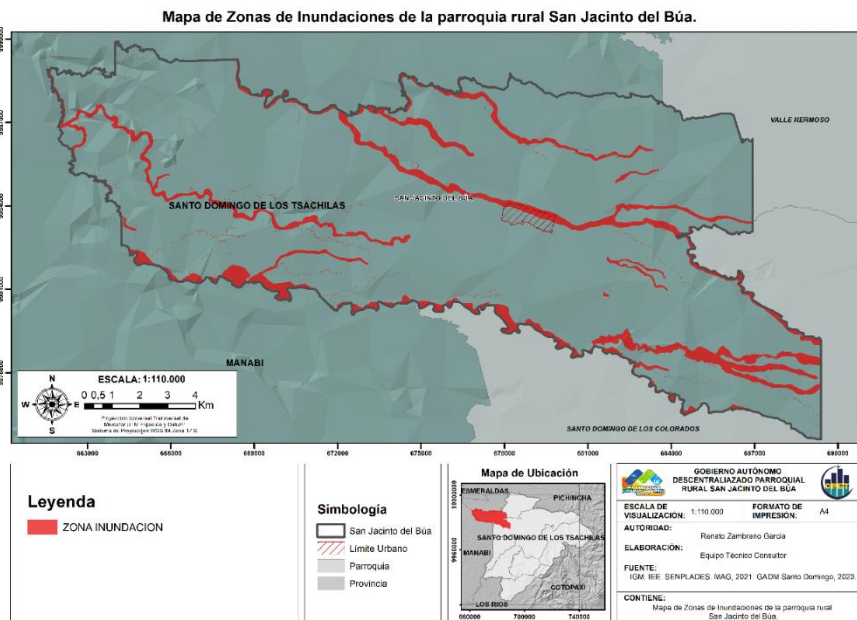 Mapa de Zonas de Inundaciones de la parroquia rural San Jacinto del Búa.
VALLE HERMOSO
SANTO DOMINGO DE LOS TSACHILAS
SAN JACINTO DEL BÚA
MANABI
SANTO DOMINGO DE LOS COLORADOS
N
W E
S
ESCALA: 1:110.000
0 0,5 1 2 3 4
Km
663000 666000 669000 672000 675000 681000 684000 687000 690000
Leyenda
ZONA INUNDACION
Simbología
San Jacinto del Búa
Límite Urbano
Parroquia
Provincia
Mapa de Ubicación
ESMERALDAS
PICHINCHA
SANTO DOMINGO DE LOS TSACHILAS
MANABI
COTOPAXI
LOS RIOS
660000 700000 740000
GOBIERNO AUTÓNOMO
DESCENTRALIAZADO PARROQUIAL
RURAL SAN JACINTO DEL BÚA
ESCALA DE VISUALIZACIÓN: 1:110.000
FORMATO DE IMPRESIÓN: A4
AUTORIDAD:
Renato Zambrano Garcia
ELABORACIÓN:
Equipo Técnico Consultor
FUENTE:
IGM. IEE. SENPLADES. MAG, 2021. GADM Santo Domingo, 2023.
CONTIENE:
Mapa de Zonas de Inundaciones de la parroquia rural
San Jacinto del Búa.